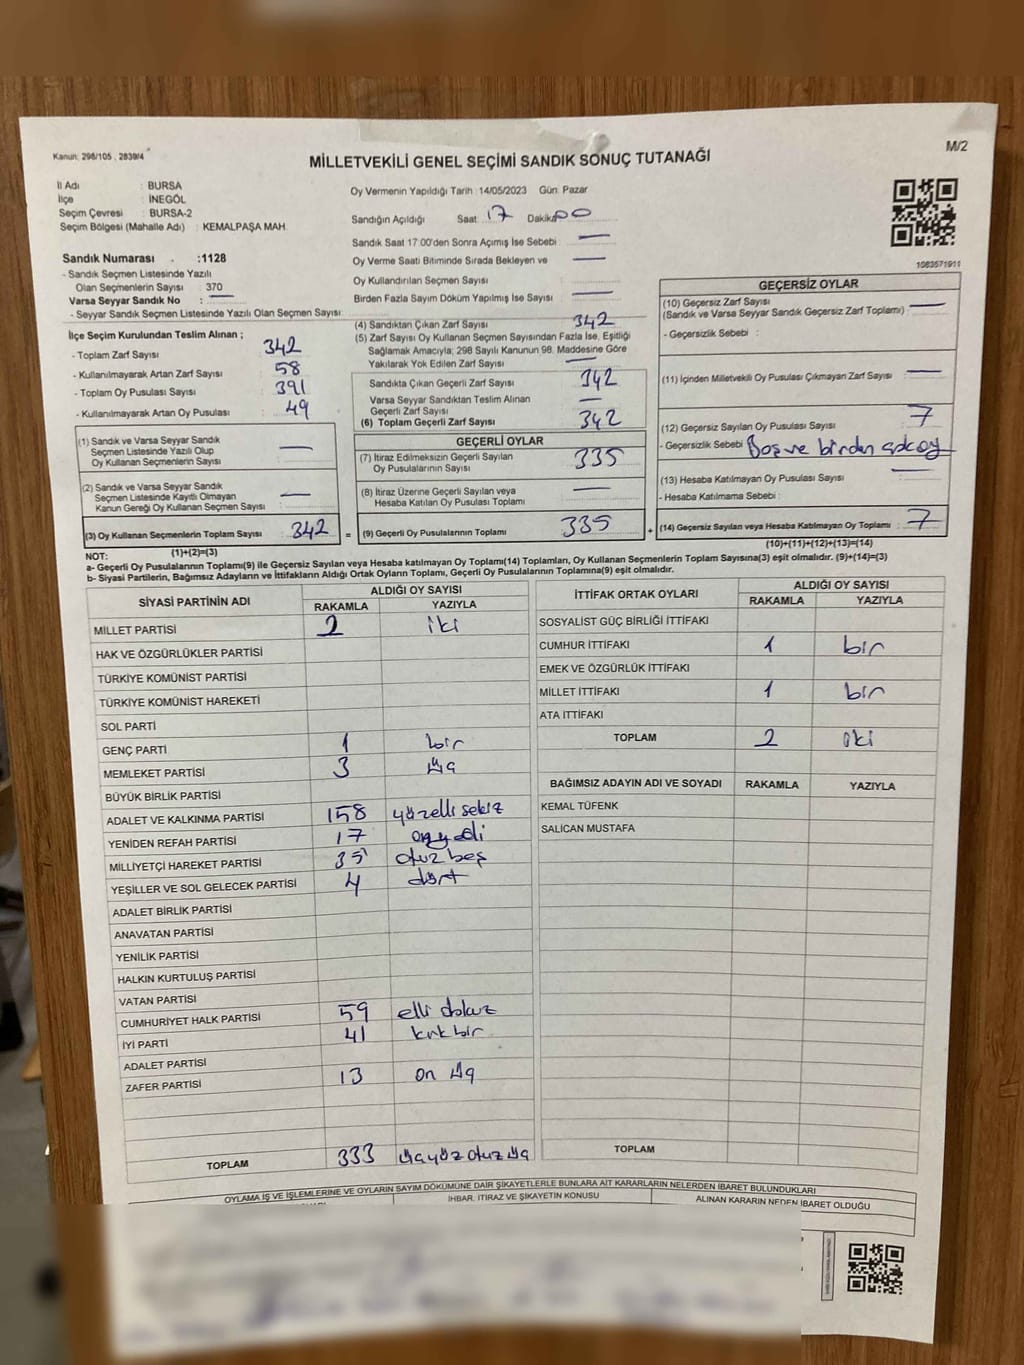 Kanun: 298/105 , 2839/4
M/2
MİLLETVEKİLİ GENEL SEÇİMİ SANDIK SONUÇ TUTANAĞI
İl Adı : BURSA
İlçe : İNEGÖL
Seçim Çevresi : BURSA-2
Seçim Bölgesi (Mahalle Adı) : KEMALPAŞA MAH.
Sandık Numarası :1128
- Sandık Seçmen Listesinde Yazılı
Olan Seçmenlerin Sayısı : 370
Varsa Seyyar Sandık No : —
- Seyyar Sandık Seçmen Listesinde Yazılı Olan Seçmen Sayısı:
Oy Vermenin Yapıldığı Tarih : 14/05/2023 Gün: Pazar
Sandığın Açıldığı Saat: 17 Dakika: 00
Sandık Saat 17.00'den Sonra Açımış İse Sebebi : —
Oy Verme Saati Bitiminde Sırada Bekleyen ve —
Oy Kullandırılan Seçmen Sayısı :
Birden Fazla Sayım Döküm Yapılmış İse Sayısı : —
1083571911
İlçe Seçim Kurulundan Teslim Alınan ;
- Toplam Zarf Sayısı : 342
- Kullanılmayarak Artan Zarf Sayısı : 58
- Toplam Oy Pusulası Sayısı : 391
- Kullanılmayarak Artan Oy Pusulası : 49
(4) Sandıktan Çıkan Zarf Sayısı : 342
(5) Zarf Sayısı Oy Kullanan Seçmen Sayısından Fazla İse, Eşitliği
Sağlamak Amacıyla; 298 Sayılı Kanunun 98. Maddesine Göre
Yakılarak Yok Edilen Zarf Sayısı : —
Sandıkta Çıkan Geçerli Zarf Sayısı : 342
Varsa Seyyar Sandıktan Teslim Alınan
Geçerli Zarf Sayısı : —
(6) Toplam Geçerli Zarf Sayısı : 342
GEÇERSİZ OYLAR
(10) Geçersiz Zarf Sayısı
(Sandık ve Varsa Seyyar Sandık Geçersiz Zarf Toplamı) : —
- Geçersizlik Sebebi :
(11) İçinden Milletvekili Oy Pusulası Çıkmayan Zarf Sayısı : —
(12) Geçersiz Sayılan Oy Pusulası Sayısı : 7
- Geçersizlik Sebebi : Boş ve birden çok oy
(13) Hesaba Katılmayan Oy Pusulası Sayısı : —
- Hesaba Katılmama Sebebi :
(14) Geçersiz Sayılan veya Hesaba Katılmayan Oy Toplamı : 7
(10)+(11)+(12)+(13)=(14)
(1) Sandık ve Varsa Seyyar Sandık
Seçmen Listesinde Yazılı Olup
Oy Kullanan Seçmenlerin Sayısı : —
(2) Sandık ve Varsa Seyyar Sandık
Seçmen Listesinde Kayıtlı Olmayan
Kanun Gereği Oy Kullanan Seçmen Sayısı : —
(3) Oy Kullanan Seçmenlerin Toplam Sayısı : 342 =
(1)+(2)=(3)
GEÇERLİ OYLAR
(7) İtiraz Edilmeksizin Geçerli Sayılan
Oy Pusulalarının Sayısı : 335
(8) İtiraz Üzerine Geçerli Sayılan veya
Hesaba Katılan Oy Pusulası Toplamı : —
(9) Geçerli Oy Pusulalarının Toplamı : 335 +
NOT:
a- Geçerli Oy Pusulalarının Toplamı(9) ile Geçersiz Sayılan veya Hesaba katılmayan Oy Toplamı(14) Toplamları, Oy Kullanan Seçmenlerin Toplam Sayısına(3) eşit olmalıdır. (9)+(14)=(3)
b- Siyasi Partilerin, Bağımsız Adayların ve İttifakların Aldığı Ortak Oyların Toplamı, Geçerli Oy Pusulalarının Toplamına(9) eşit olmalıdır.
SİYASİ PARTİNİN ADI ALDIĞI OY SAYISI
RAKAMLA YAZIYLA
MİLLET PARTİSİ 2 iki
HAK VE ÖZGÜRLÜKLER PARTİSİ
TÜRKİYE KOMÜNİST PARTİSİ
TÜRKİYE KOMÜNİST HAREKETİ
SOL PARTİ
GENÇ PARTİ 1 bir
MEMLEKET PARTİSİ 3 üç
BÜYÜK BİRLİK PARTİSİ
ADALET VE KALKINMA PARTİSİ 158 yüzelli sekiz
YENİDEN REFAH PARTİSİ 17 onyedi
MİLLİYETÇİ HAREKET PARTİSİ 35 otuz beş
YEŞİLLER VE SOL GELECEK PARTİSİ 4 dört
ADALET BİRLİK PARTİSİ
ANAVATAN PARTİSİ
YENİLİK PARTİSİ
HALKIN KURTULUŞ PARTİSİ
VATAN PARTİSİ
CUMHURİYET HALK PARTİSİ 59 elli dokuz
İYİ PARTİ 41 kırk bir
ADALET PARTİSİ
ZAFER PARTİSİ 13 on üç
TOPLAM 333 üçyüz otuz üç
İTTİFAK ORTAK OYLARI ALDIĞI OY SAYISI
RAKAMLA YAZIYLA
SOSYALİST GÜÇ BİRLİĞİ İTTİFAKI
CUMHUR İTTİFAKI 1 bir
EMEK VE ÖZGÜRLÜK İTTİFAKI
MİLLET İTTİFAKI 1 bir
ATA İTTİFAKI
TOPLAM 2 iki
BAĞIMSIZ ADAYIN ADI VE SOYADI RAKAMLA YAZIYLA
KEMAL TÜFENK
SALİCAN MUSTAFA
TOPLAM
OYLAMA İŞ VE İŞLEMLERİNE VE OYLARIN SAYIM DÖKÜMÜNE DAİR ŞİKAYETLERLE BUNLARA AİT KARARLARIN NELERDEN İBARET BULUNDUKLARI
İHBAR, İTİRAZ VE ŞİKAYETİN KONUSU
ALINAN KARARIN NEDEN İBARET OLDUĞU